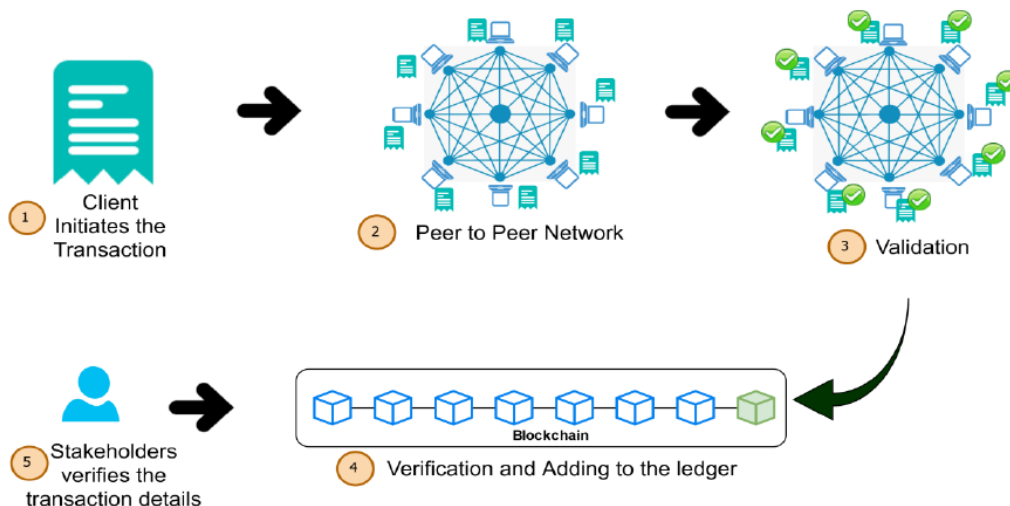 1
Client
Initiates the
Transaction
2
Peer to Peer Network
3
Validation
5
Stakeholders
verifies the
transaction details
Blockchain
4
Verification and Adding to the ledger